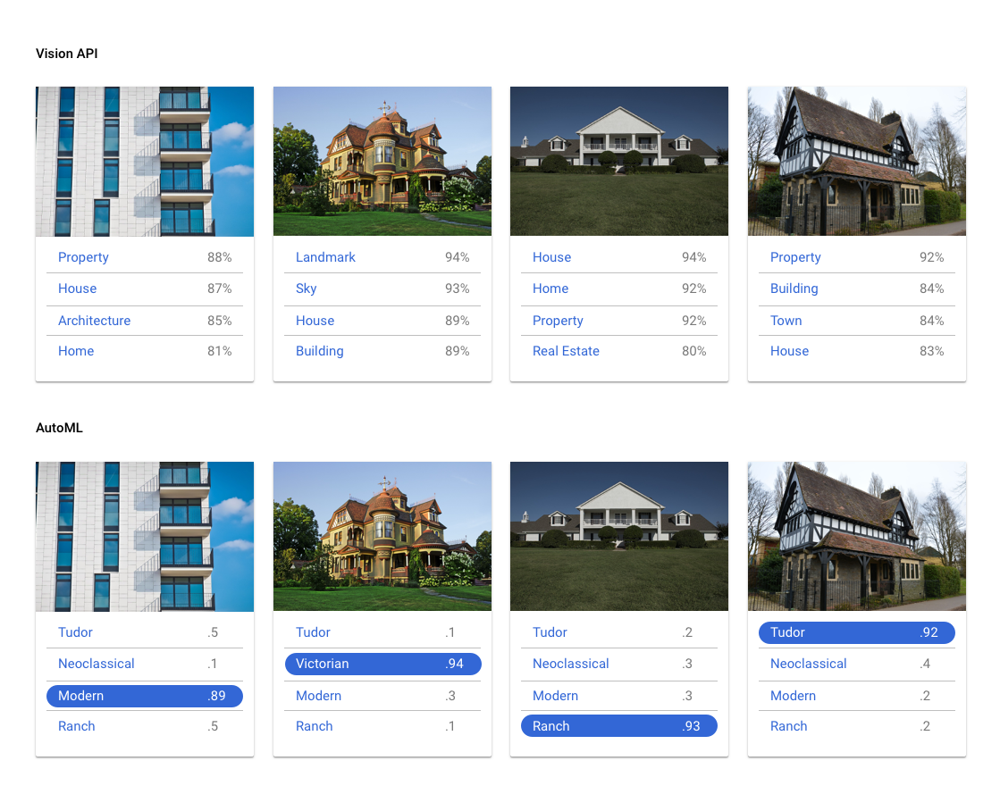 Vision API
Property 88%
House 87%
Architecture 85%
Home 81%
Landmark 94%
Sky 93%
House 89%
Building 89%
House 94%
Home 92%
Property 92%
Real Estate 80%
Property 92%
Building 84%
Town 84%
House 83%
AutoML
Tudor .5
Neoclassical .1
Modern .89
Ranch .5
Tudor .1
Victorian .94
Modern .3
Ranch .1
Tudor .2
Neoclassical .3
Modern .3
Ranch .93
Tudor .92
Neoclassical .4
Modern .2
Ranch .2